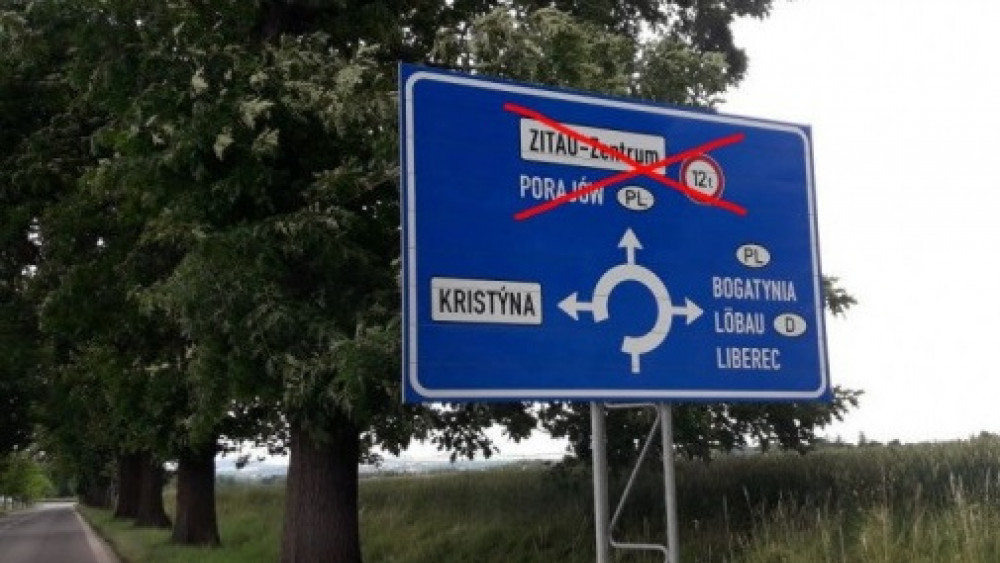 ZITAU-Zentrum
12t
PORAJÓW PL
PL
BOGATYNIA
KRISTÝNA
LÖBAU D
LIBEREC